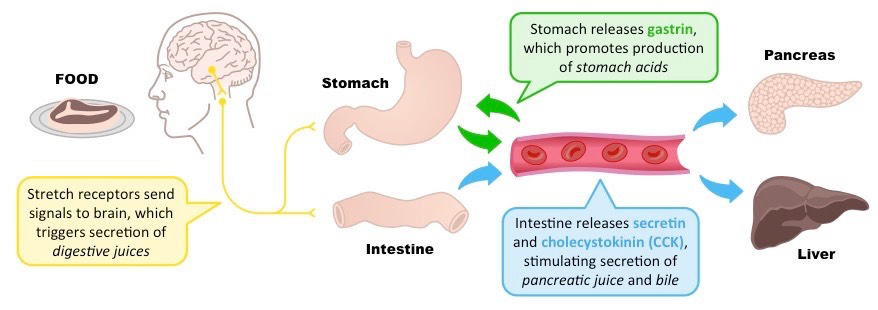 FOOD
Stretch receptors send
signals to brain, which
triggers secretion of
digestive juices
Stomach
Intestine
Stomach releases gastrin,
which promotes production
of stomach acids
Intestine releases secretin
and cholecystokinin (CCK),
stimulating secretion of
pancreatic juice and bile
Pancreas
Liver